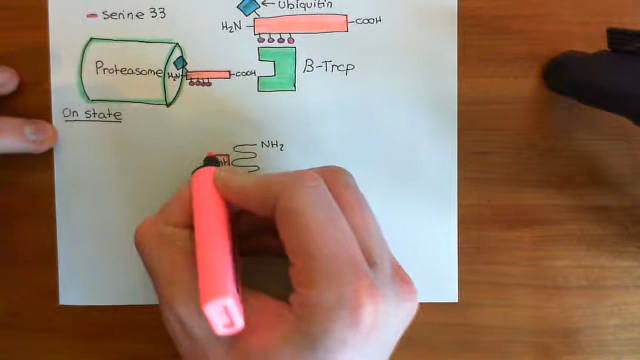 serine 33
Ubiquitin
H₂N
COOH
Proteasome
H₂N
COOH
β-Trcp
On state
NH₂